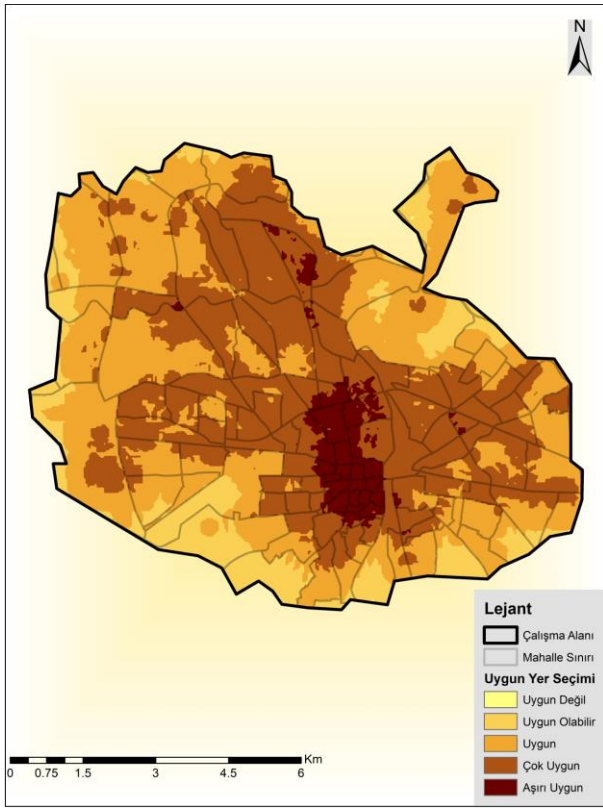 N
Lejant
Çalışma Alanı
Mahalle Sınırı
Uygun Yer Seçimi
Uygun Değil
Uygun Olabilir
Uygun
Çok Uygun
Aşırı Uygun
Km
0 0.75 1.5 3 4.5 6